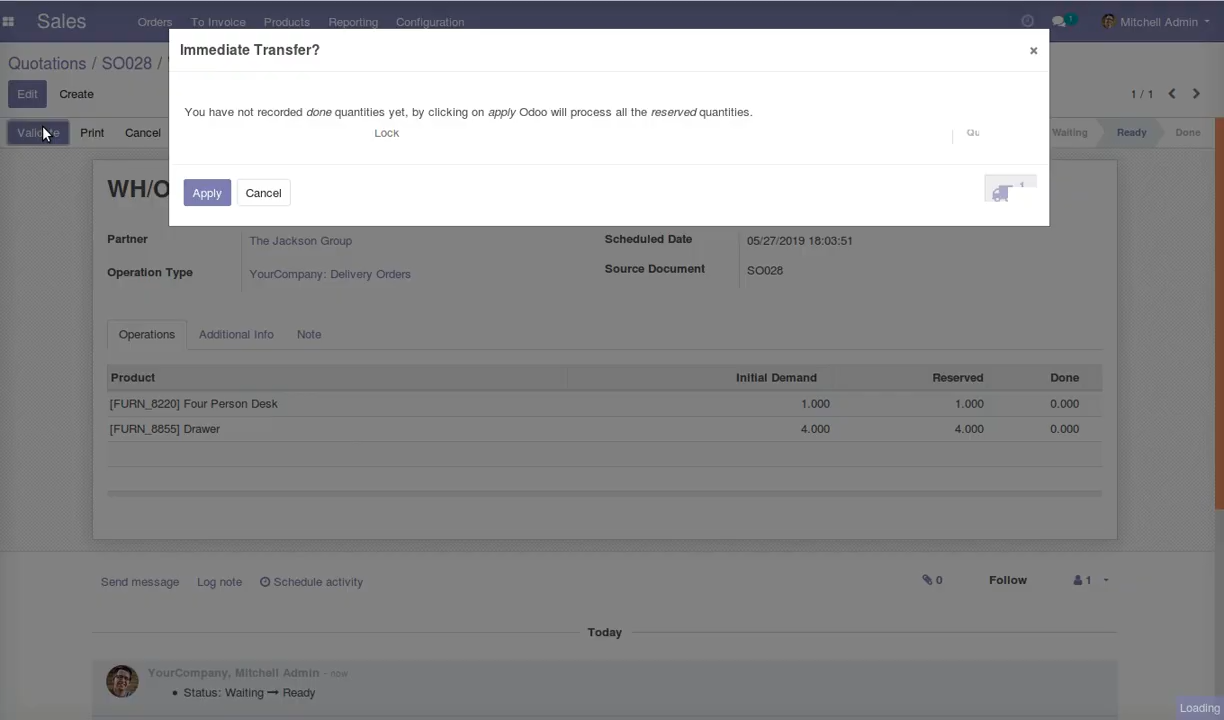 Sales Orders To Invoice Products Reporting Configuration 1 Mitchell Admin
Immediate Transfer? ×
Quotations / SO028 /
Edit Create 1 / 1
You have not recorded done quantities yet, by clicking on apply Odoo will process all the reserved quantities.
Print Cancel Lock Waiting Ready Done
WH/O
Apply Cancel 1
Partner The Jackson Group Scheduled Date 05/27/2019 18:03:51
Operation Type YourCompany: Delivery Orders Source Document SO028
Operations Additional Info Note
Product Initial Demand Reserved Done
[FURN_8220] Four Person Desk 1.000 1.000 0.000
[FURN_8855] Drawer 4.000 4.000 0.000
Send message Log note Schedule activity 0 Follow 1
Today
YourCompany, Mitchell Admin - now
• Status: Waiting → Ready
Loading